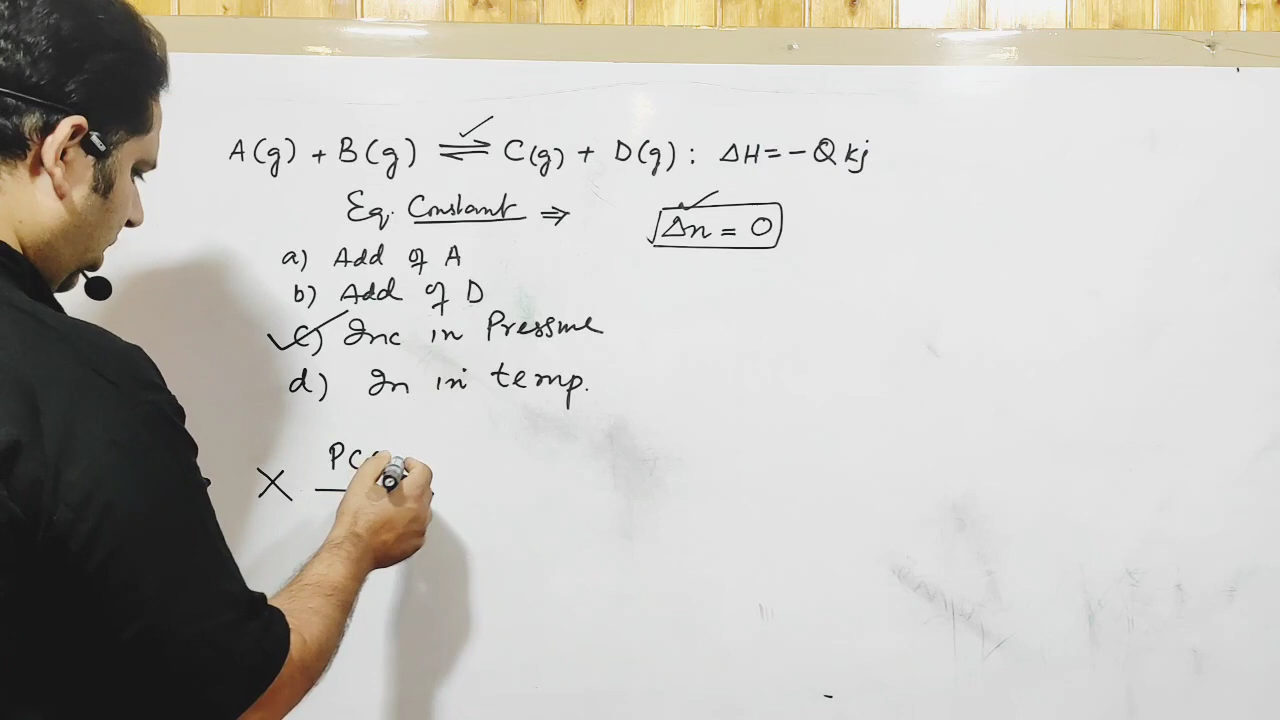 A(g) + B(g) ⇌ C(g) + D(g) : ΔH = - Q kj
Eq. Constant ⇒
Δn = 0
a) Add of A
b) Add of D
c) Inc in Pressure
d) In in temp.
× PC